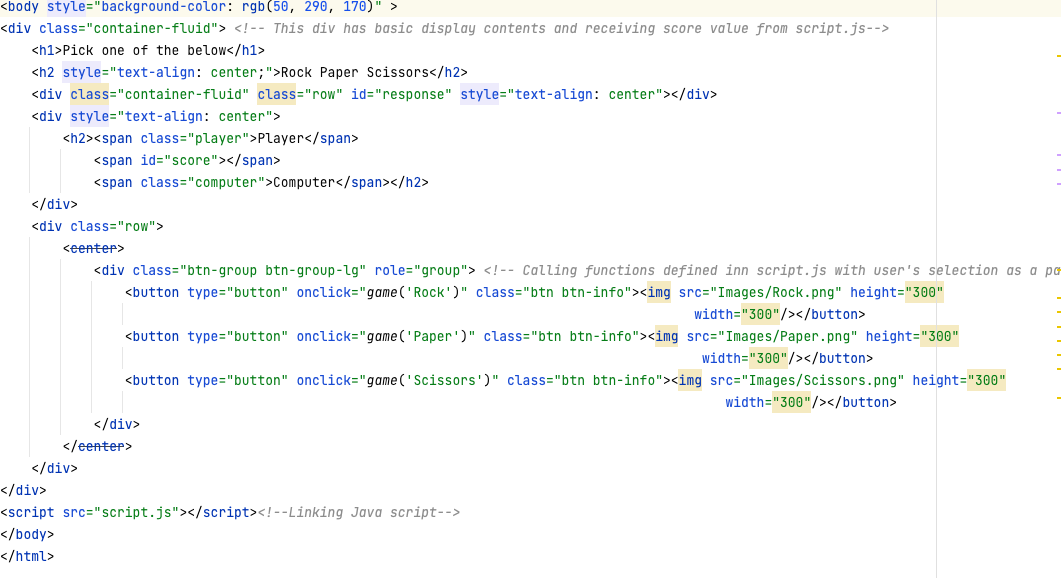 <body style="background-color: rgb(50, 290, 170)" >
<div class="container-fluid"> <!-- This div has basic display contents and receiving score value from script.js-->
    <h1>Pick one of the below</h1>
    <h2 style="text-align: center;">Rock Paper Scissors</h2>
    <div class="container-fluid" class="row" id="response" style="text-align: center"></div>
    <div style="text-align: center">
        <h2><span class="player">Player</span>
            <span id="score"></span>
            <span class="computer">Computer</span></h2>
    </div>
    <div class="row">
        <center>
            <div class="btn-group btn-group-lg" role="group"> <!-- Calling functions defined inn script.js with user's selection as a
                <button type="button" onclick="game('Rock')" class="btn btn-info"><img src="Images/Rock.png" height="300"
                                                                                         width="300"/></button>
                <button type="button" onclick="game('Paper')" class="btn btn-info"><img src="Images/Paper.png" height="300"
                                                                                          width="300"/></button>
                <button type="button" onclick="game('Scissors')" class="btn btn-info"><img src="Images/Scissors.png" height="300"
                                                                                             width="300"/></button>
            </div>
        </center>
    </div>
</div>
<script src="script.js"></script><!--Linking Java script-->
</body>
</html>